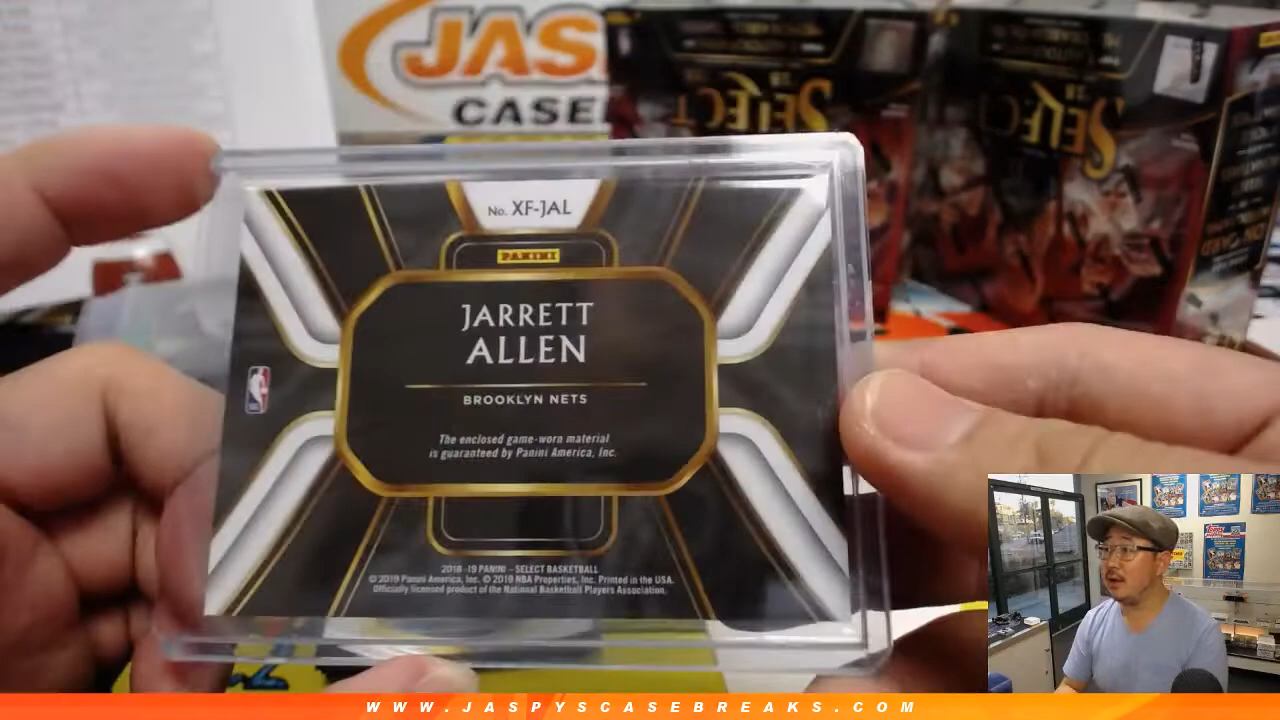 JAS
CASE
SELECT
SELECT
No. XF-JAL
PANINI
JARRETT
ALLEN
BROOKLYN NETS
The enclosed game-worn material
is guaranteed by Panini America, Inc.
2018-19 PANINI – SELECT BASKETBALL
© 2019 Panini America, Inc. © 2019 NBA Properties, Inc. Printed in the USA.
Officially licensed product of the National Basketball Players Association.
WWW.JASPYSCASEBREAKS.COM